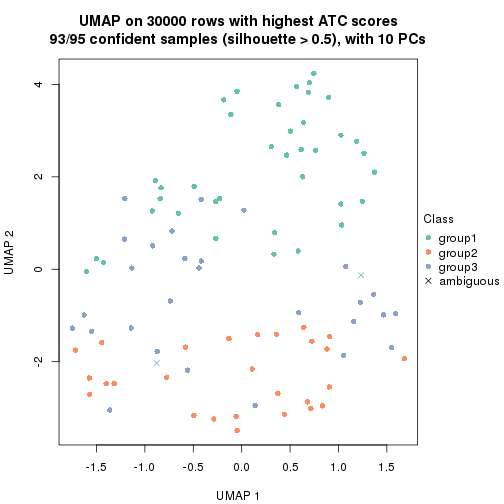 UMAP on 30000 rows with highest ATC scores
93/95 confident samples (silhouette > 0.5), with 10 PCs
4
2
0
-2
UMAP 2
-1.5 -1.0 -0.5 0.0 0.5 1.0 1.5
UMAP 1
Class
group1
group2
group3
ambiguous